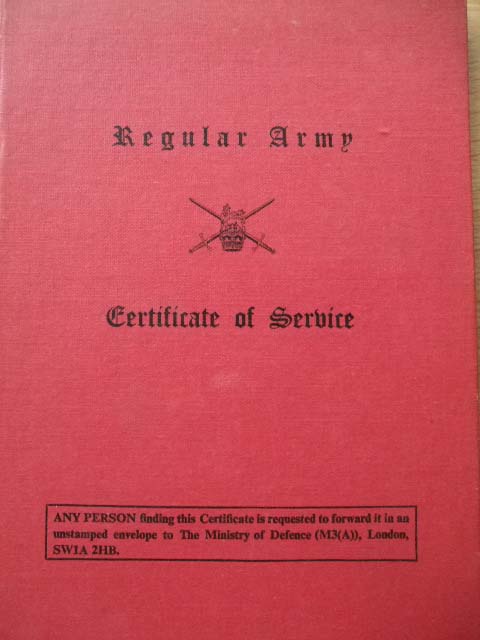 Regular Army
Certificate of Service
ANY PERSON finding this Certificate is requested to forward it in an
unstamped envelope to The Ministry of Defence (M3(A)), London,
SW1A 2HB.